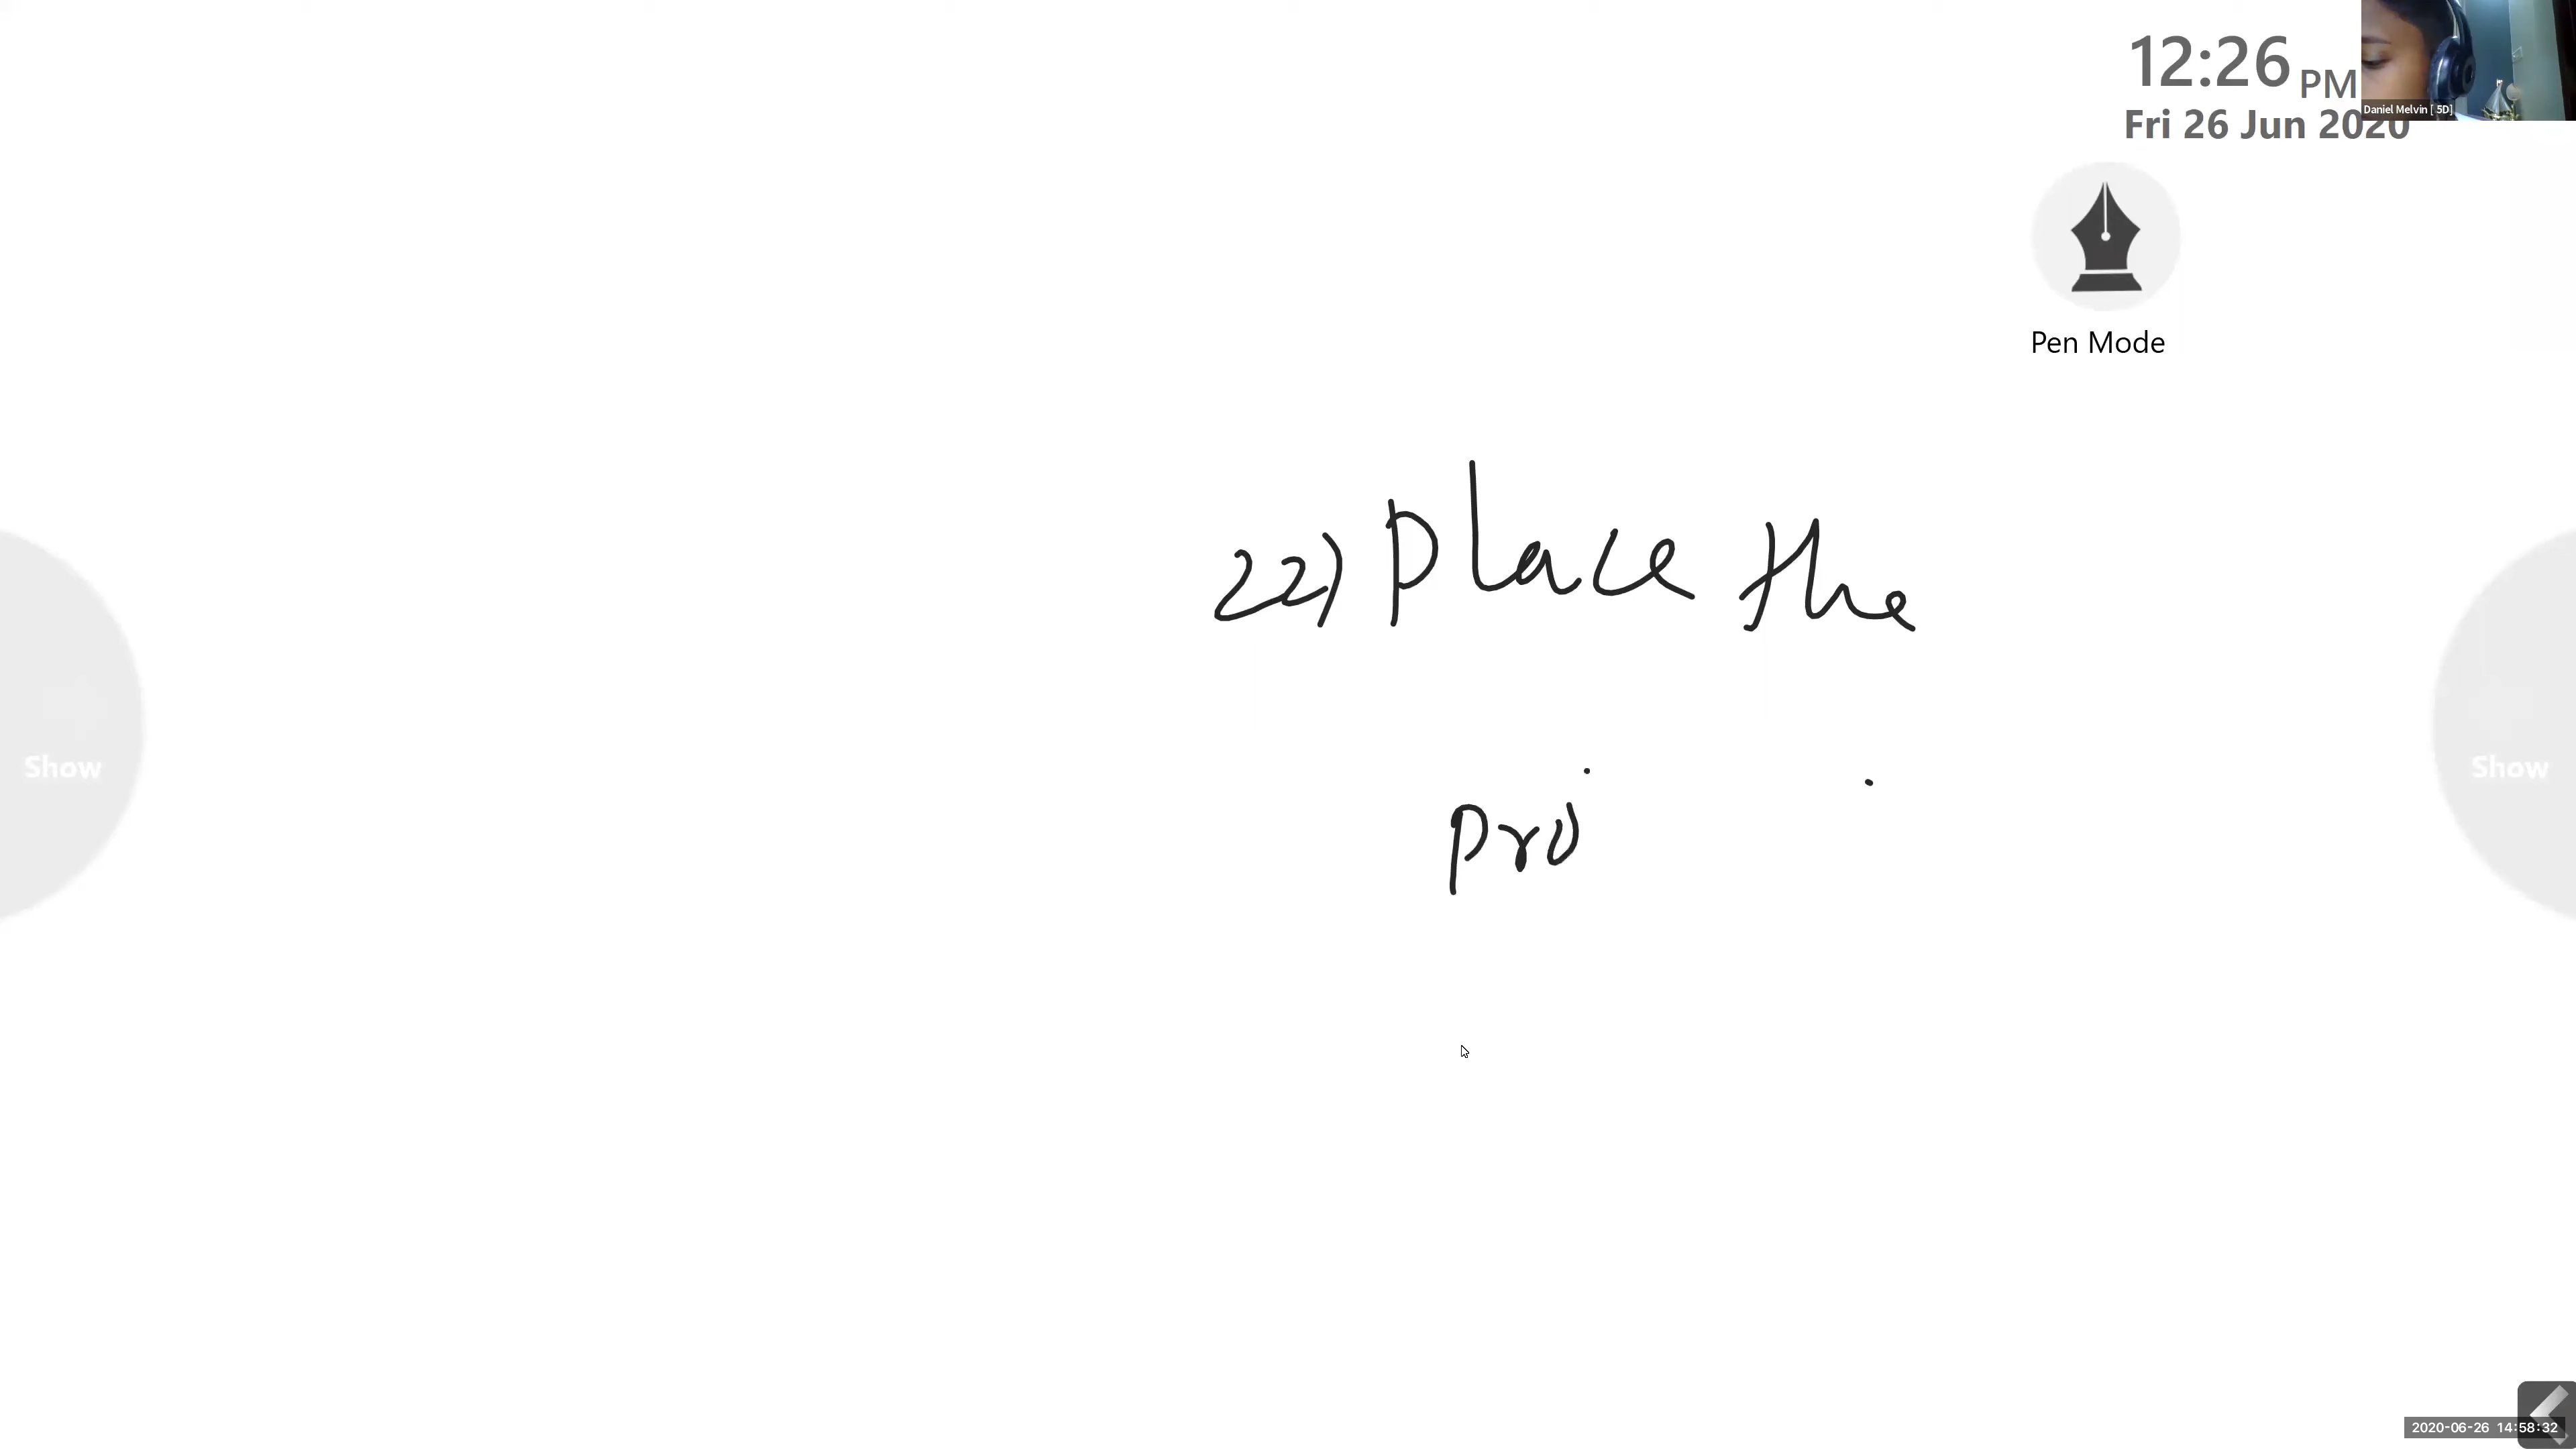 12:26 PM
Daniel Melvin [ 5D]
Fri 26 Jun 2020
Pen Mode
22) Place the
Show
Show
pro
2020-06-26 14:58:32